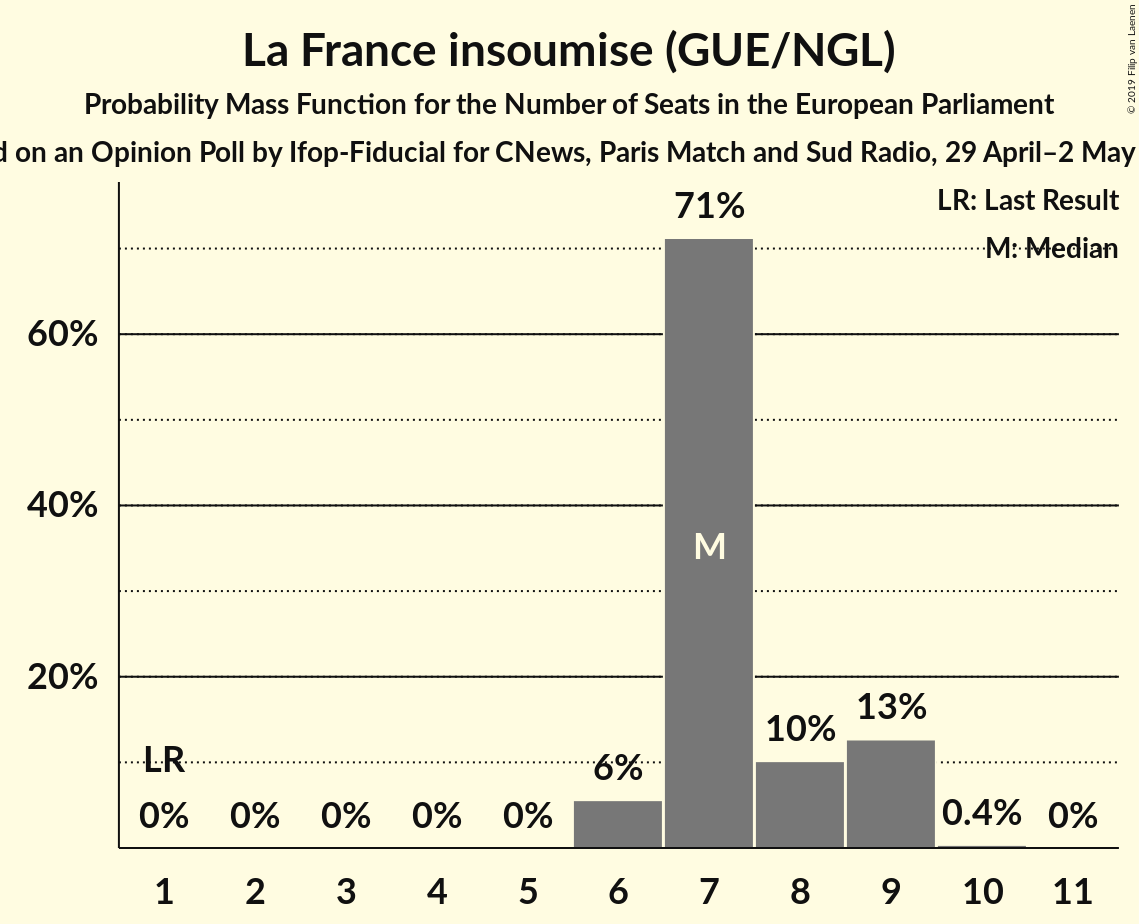 La France insoumise (GUE/NGL)
Probability Mass Function for the Number of Seats in the European Parliament
on an Opinion Poll by Ifop-Fiducial for CNews, Paris Match and Sud Radio, 29 April–2 May
© 2019 Filip van Laenen
LR: Last Result
M: Median
71%
60%
40%
M
20%
13%
10%
LR
6%
0% 0% 0% 0% 0% 0.4% 0%
1 2 3 4 5 6 7 8 9 10 11